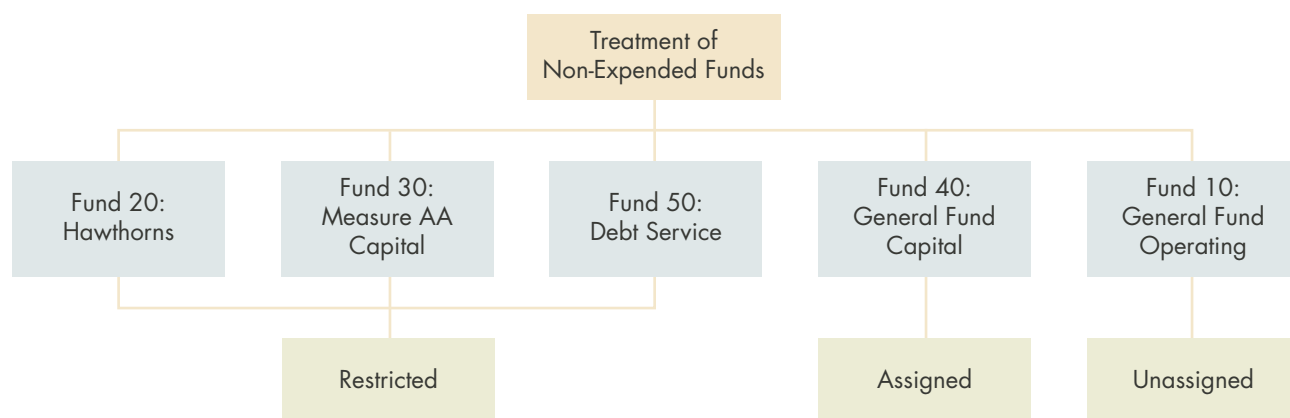 Treatment of
Non-Expended Funds
Fund 20:
Hawthorns
Fund 30:
Measure AA
Capital
Fund 50:
Debt Service
Fund 40:
General Fund
Capital
Fund 10:
General Fund
Operating
Restricted
Assigned
Unassigned